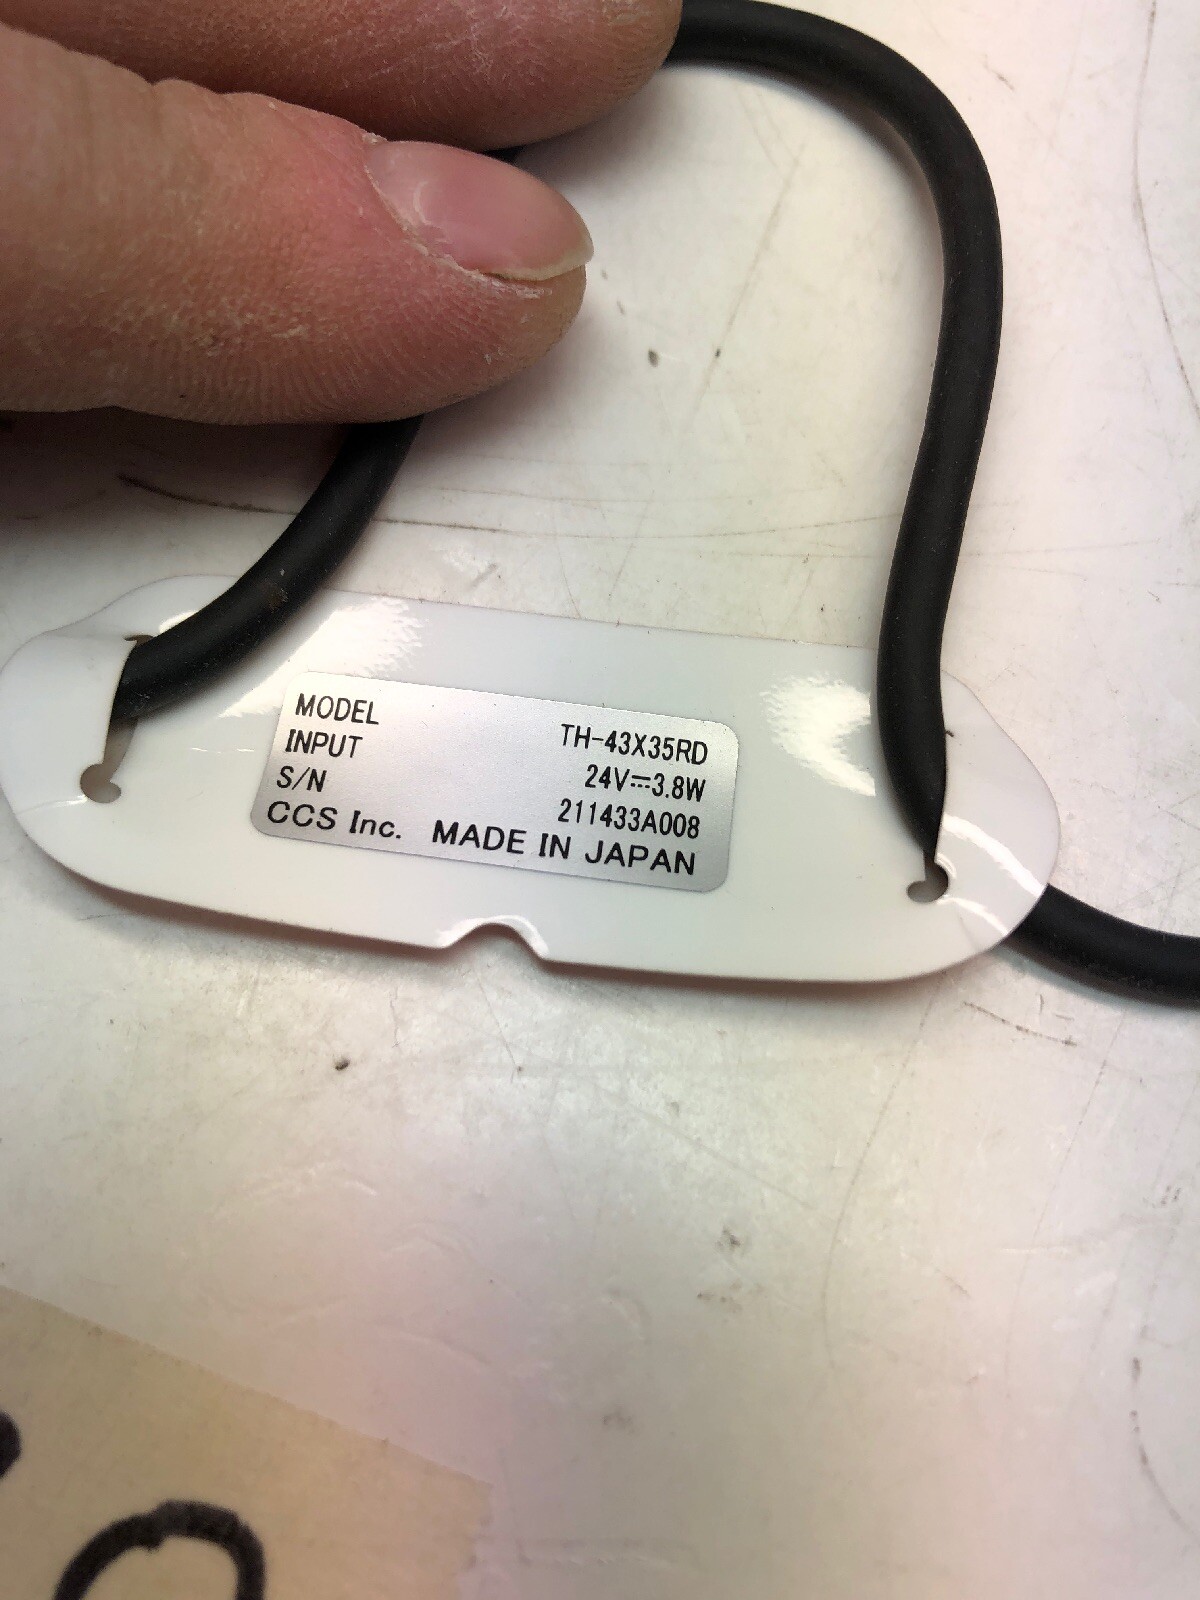 MODEL TH-43X35RD
INPUT 24V⎓3.8W
S/N 211433A008
CCS Inc. MADE IN JAPAN